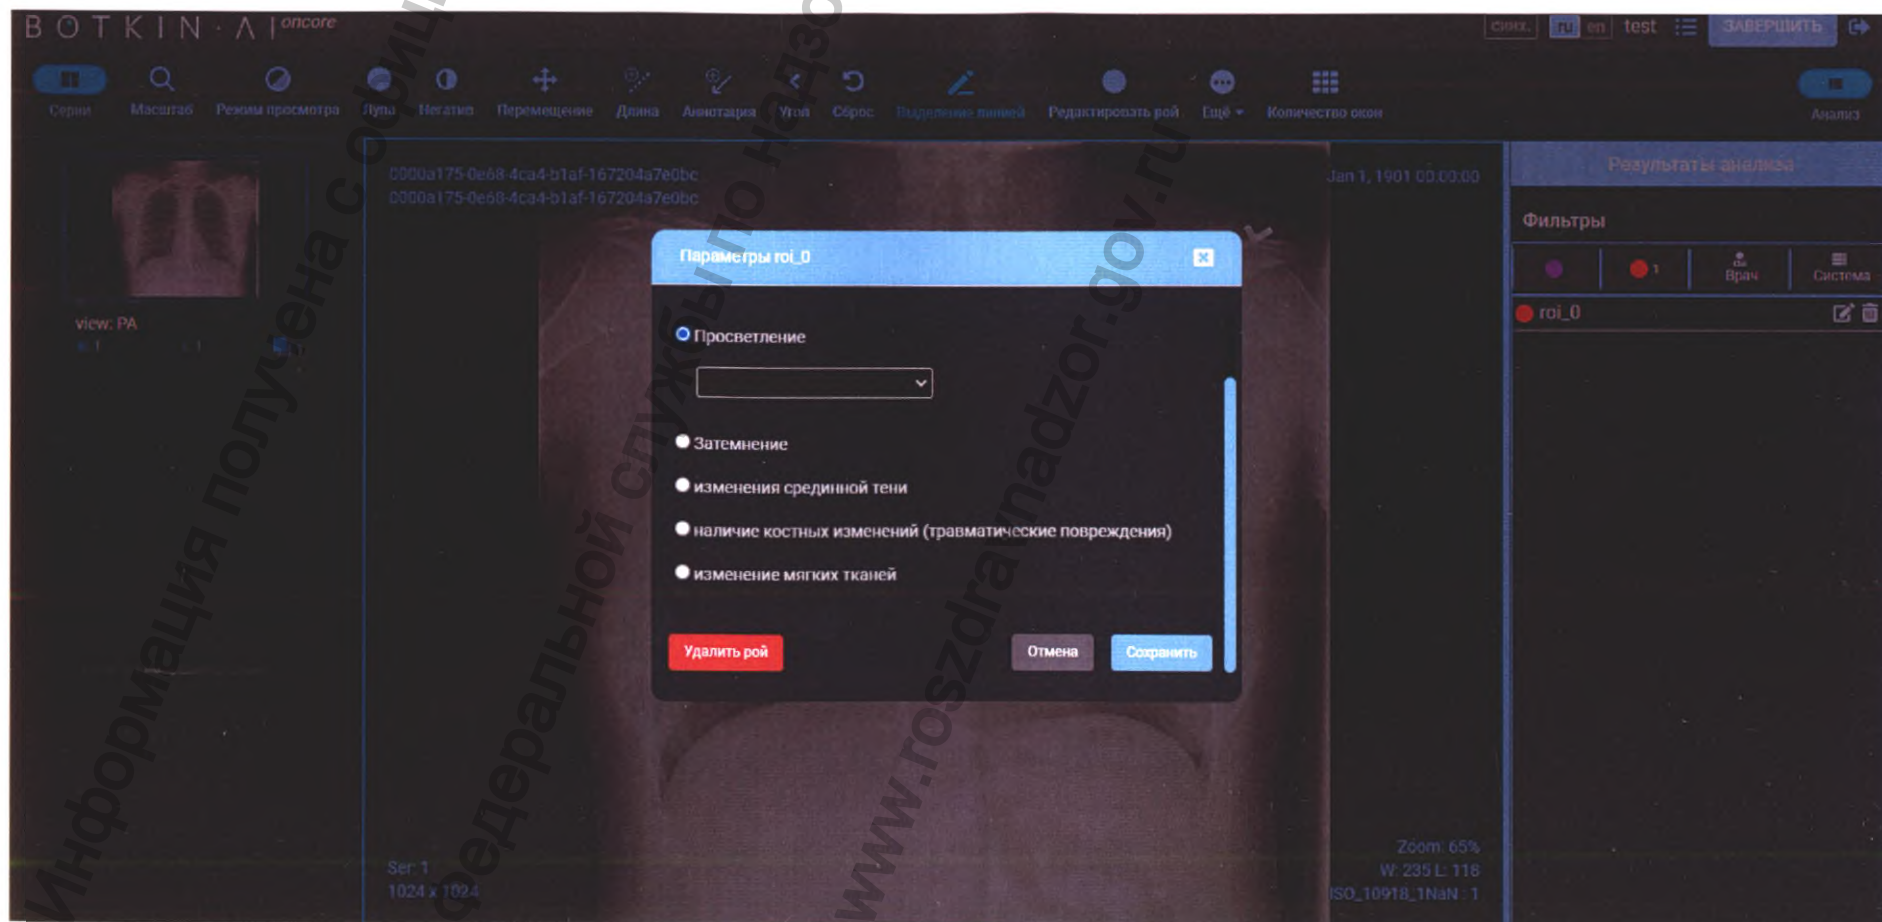 BOTKIN·AI oncore
ru en test ЗАВЕРШИТЬ
Серии Масштаб Режим просмотра Лупа Негатив Перемещение Длина Аннотация Угол Сброс Выделение линией Редактировать рой Ещё Количество окон Анализ
0000a175-0e68-4ca4-b1af-167204a7e0bc
0000a175-0e68-4ca4-b1af-167204a7e0bc
Jan 1, 1901 00:00:00
Результаты анализа
Фильтры
1 Врач Система
roi_0
view: PA
1 1
Параметры roi_0
Просветление
Затемнение
изменения срединной тени
наличие костных изменений (травматические повреждения)
изменение мягких тканей
Удалить рой Отмена Сохранить
Ser: 1
1024 x 1024
Zoom: 65%
W: 235 L: 118
ISO_10918_1NaN : 1
Информация получена с официа
федеральной службы по надзо
www.roszdravnadzor.gov.ru